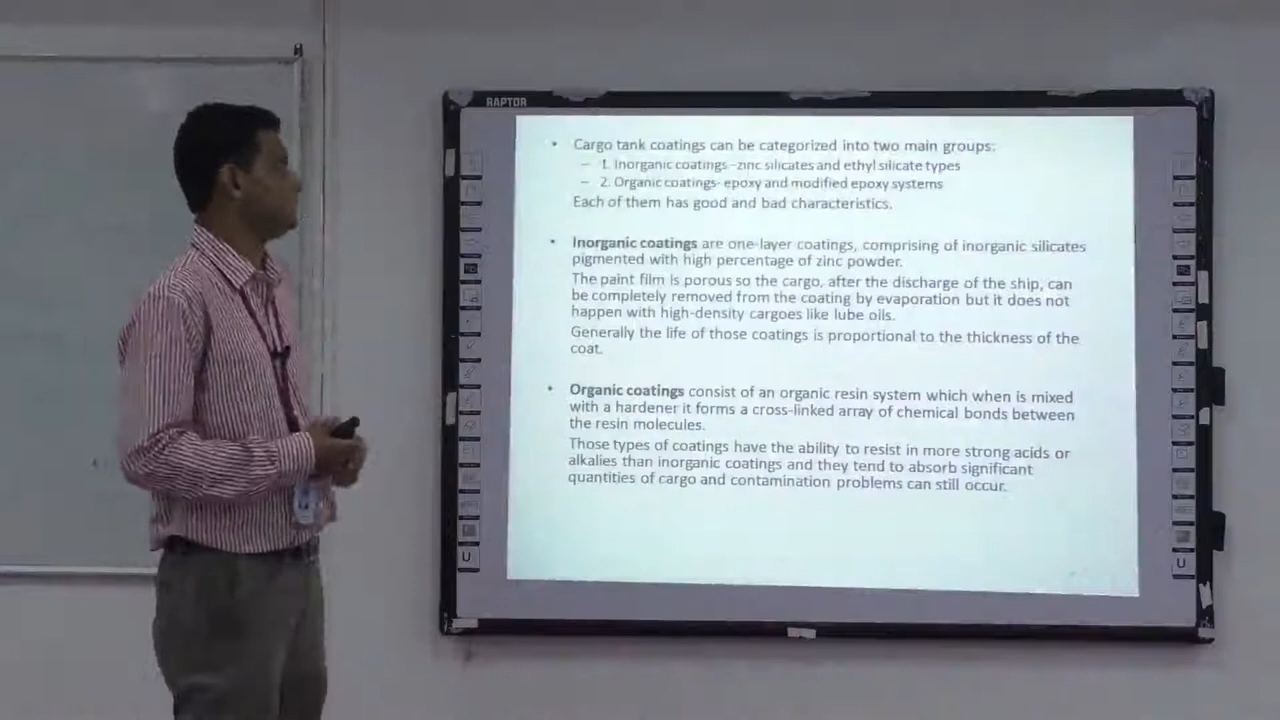 RAPTOR
• Cargo tank coatings can be categorized into two main groups:
– 1. Inorganic coatings –zinc silicates and ethyl silicate types
– 2. Organic coatings- epoxy and modified epoxy systems
Each of them has good and bad characteristics.
• Inorganic coatings are one-layer coatings, comprising of inorganic silicates
pigmented with high percentage of zinc powder.
The paint film is porous so the cargo, after the discharge of the ship, can
be completely removed from the coating by evaporation but it does not
happen with high-density cargoes like lube oils.
Generally the life of those coatings is proportional to the thickness of the
coat.
• Organic coatings consist of an organic resin system which when is mixed
with a hardener it forms a cross-linked array of chemical bonds between
the resin molecules.
Those types of coatings have the ability to resist in more strong acids or
alkalies than inorganic coatings and they tend to absorb significant
quantities of cargo and contamination problems can still occur.
U
U